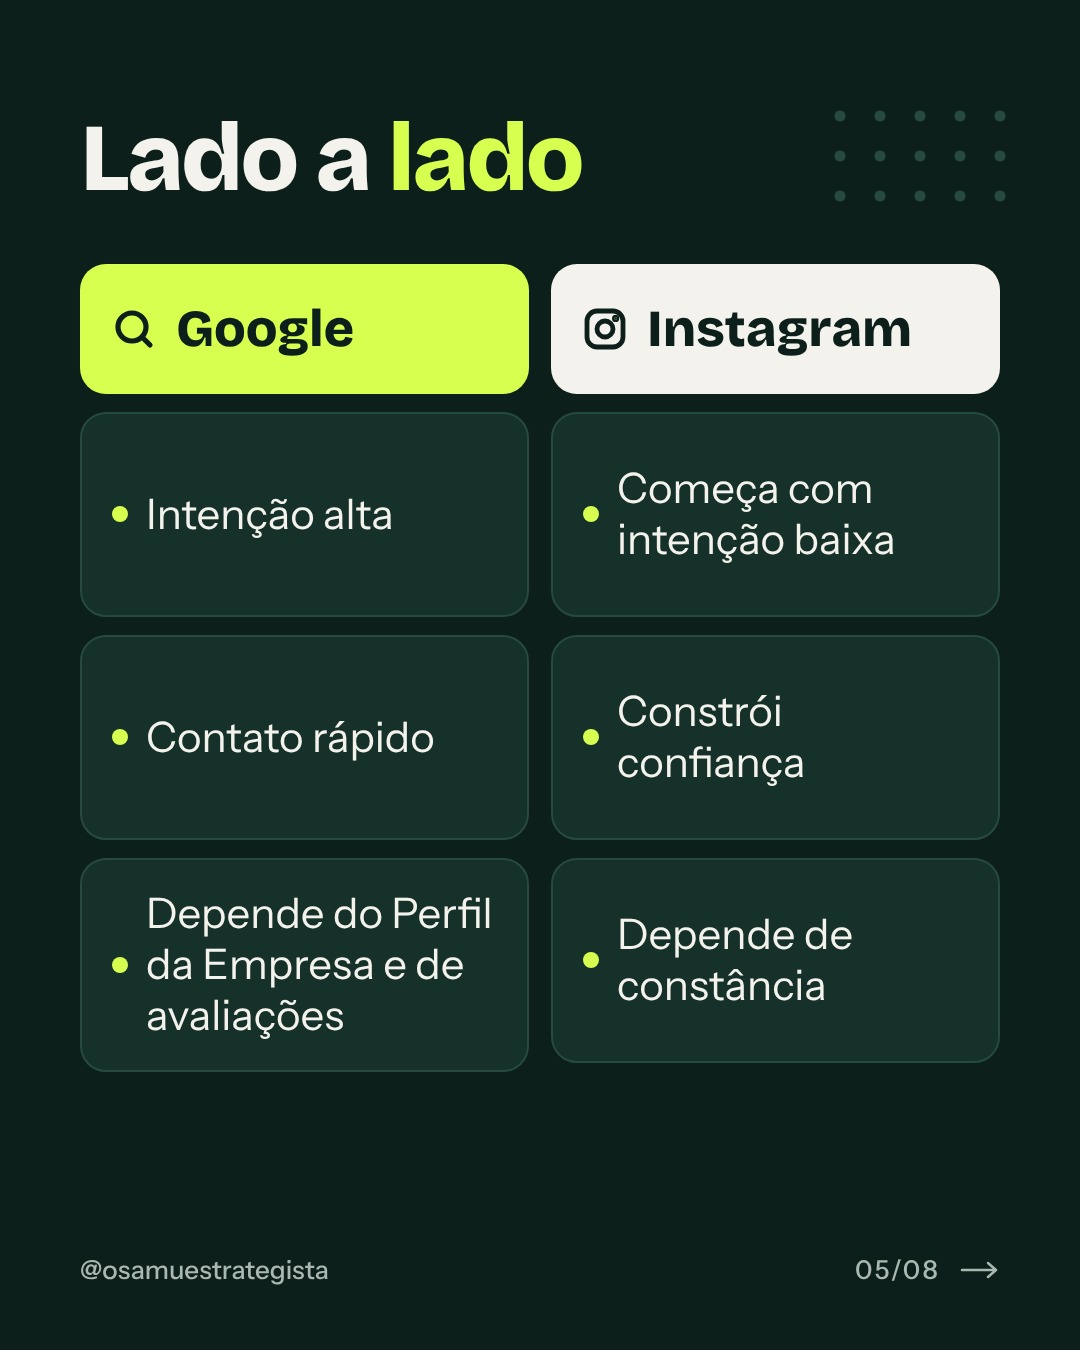 Lado a lado
Google
Instagram
Intenção alta
Começa com
intenção baixa
Contato rápido
Constrói
confiança
Depende do Perfil
da Empresa e de
avaliações
Depende de
constância
@osamuestrategista
05/08